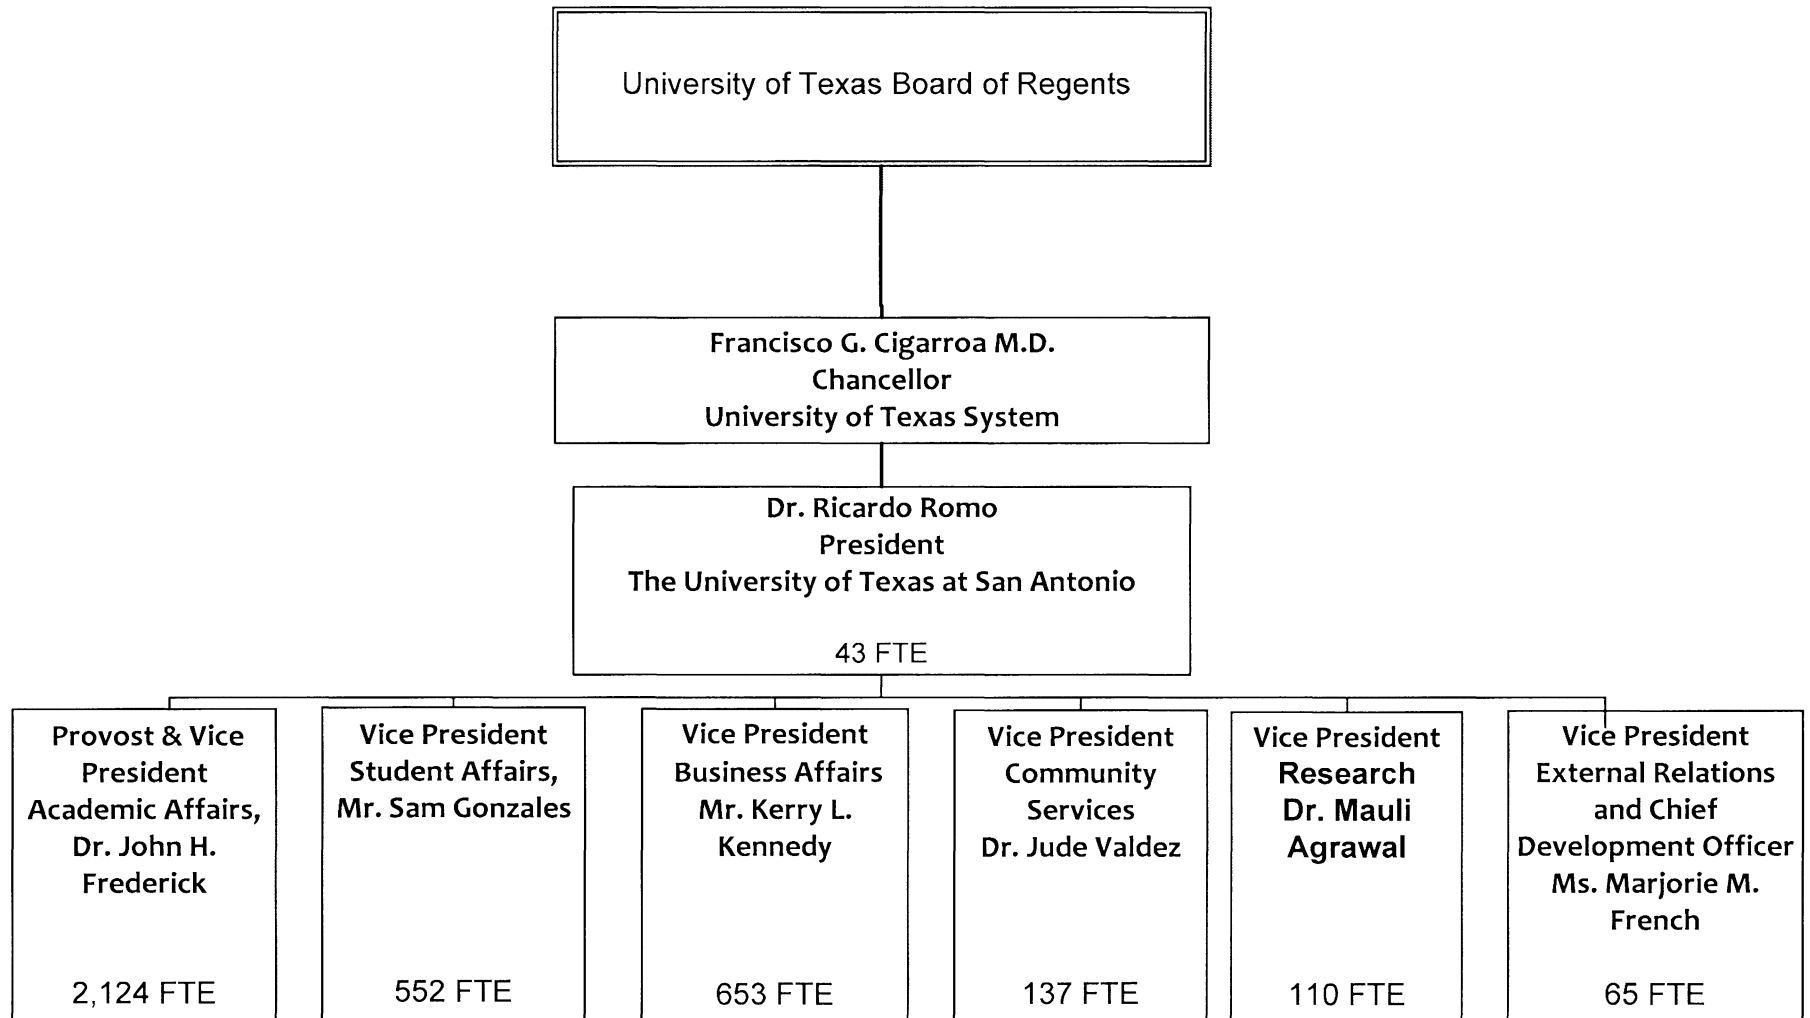 University of Texas Board of Regents
Francisco G. Cigarroa M.D.
Chancellor
University of Texas System
Dr. Ricardo Romo
President
The University of Texas at San Antonio
43 FTE
Provost & Vice
President
Academic Affairs,
Dr. John H.
Frederick
2,124 FTE
Vice President
Student Affairs,
Mr. Sam Gonzales
552 FTE
Vice President
Business Affairs
Mr. Kerry L.
Kennedy
653 FTE
Vice President
Community
Services
Dr. Jude Valdez
137 FTE
Vice President
Research
Dr. Mauli
Agrawal
110 FTE
Vice President
External Relations
and Chief
Development Officer
Ms. Marjorie M.
French
65 FTE